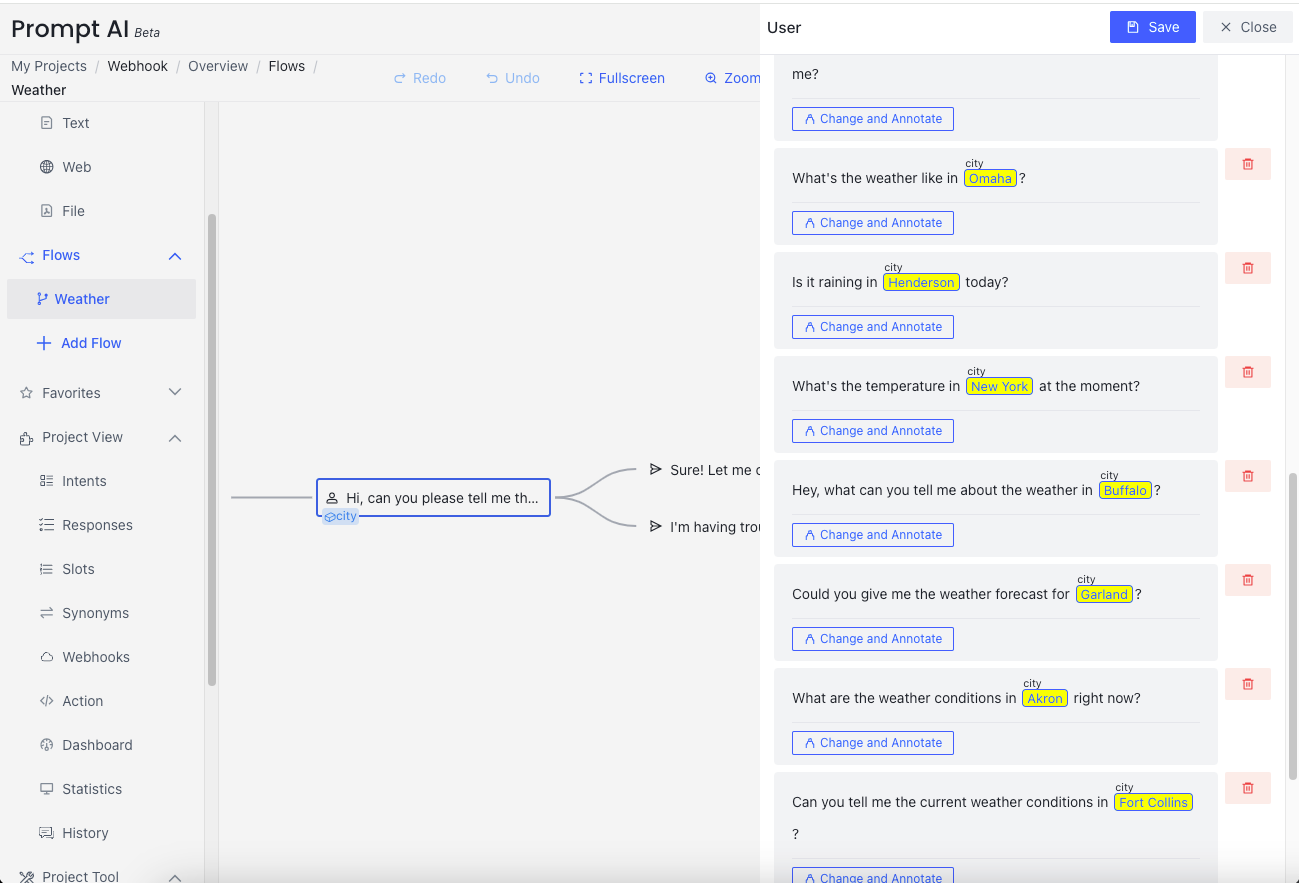 Prompt AI Beta
My Projects / Webhook / Overview / Flows /
Weather
Redo
Undo
Fullscreen
Zoom
Text
Web
File
Flows
Weather
Add Flow
Favorites
Project View
Intents
Responses
Slots
Synonyms
Webhooks
Action
Dashboard
Statistics
History
Project Tool
Hi, can you please tell me th...
city
Sure! Let me
I'm having
User
Save
Close
me?
Change and Annotate
city
What's the weather like in Omaha ?
Change and Annotate
city
Is it raining in Henderson today?
Change and Annotate
city
What's the temperature in New York at the moment?
Change and Annotate
city
Hey, what can you tell me about the weather in Buffalo ?
Change and Annotate
city
Could you give me the weather forecast for Garland ?
Change and Annotate
city
What are the weather conditions in Akron right now?
Change and Annotate
city
Can you tell me the current weather conditions in Fort Collins
?
Change and Annotate